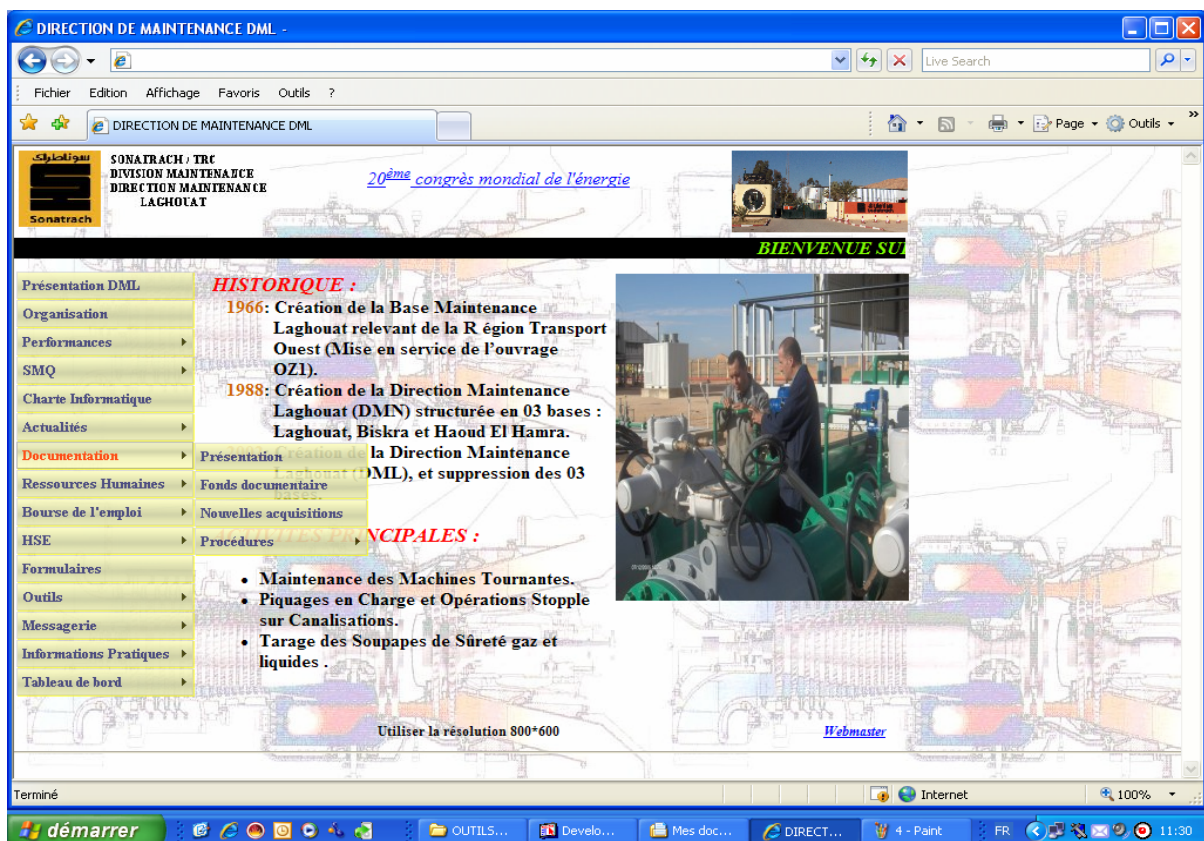 DIRECTION DE MAINTENANCE DML -
Live Search
Fichier Edition Affichage Favoris Outils ?
DIRECTION DE MAINTENANCE DML
Page Outils »
سوناطراك
Sonatrach
SONATRACH / TRC
DIVISION MAINTENANCE
DIRECTION MAINTENANCE
LAGHOUAT
20ème congrès mondial de l'énergie
BIENVENUE SU
Présentation DML
Organisation
Performances
SMQ
Charte Informatique
Actualités
Documentation
Ressources Humaines
Bourse de l'emploi
HSE
Formulaires
Outils
Messagerie
Informations Pratiques
Tableau de bord
Présentation
Fonds documentaire
Nouvelles acquisitions
Procédures
HISTORIQUE :
1966: Création de la Base Maintenance
Laghouat relevant de la R égion Transport
Ouest (Mise en service de l'ouvrage
OZ1).
1988: Création de la Direction Maintenance
Laghouat (DMN) structurée en 03 bases :
Laghouat, Biskra et Haoud El Hamra.
création de la Direction Maintenance
Laghouat (DML), et suppression des 03
bases.
PRINCIPALES :
• Maintenance des Machines Tournantes.
• Piquages en Charge et Opérations Stopple
sur Canalisations.
• Tarage des Soupapes de Sûreté gaz et
liquides .
Utiliser la résolution 800*600
Webmaster
Terminé
Internet
100%
démarrer
OUTILS...
Develo...
Mes doc...
DIRECT...
4 - Paint
FR
11:30